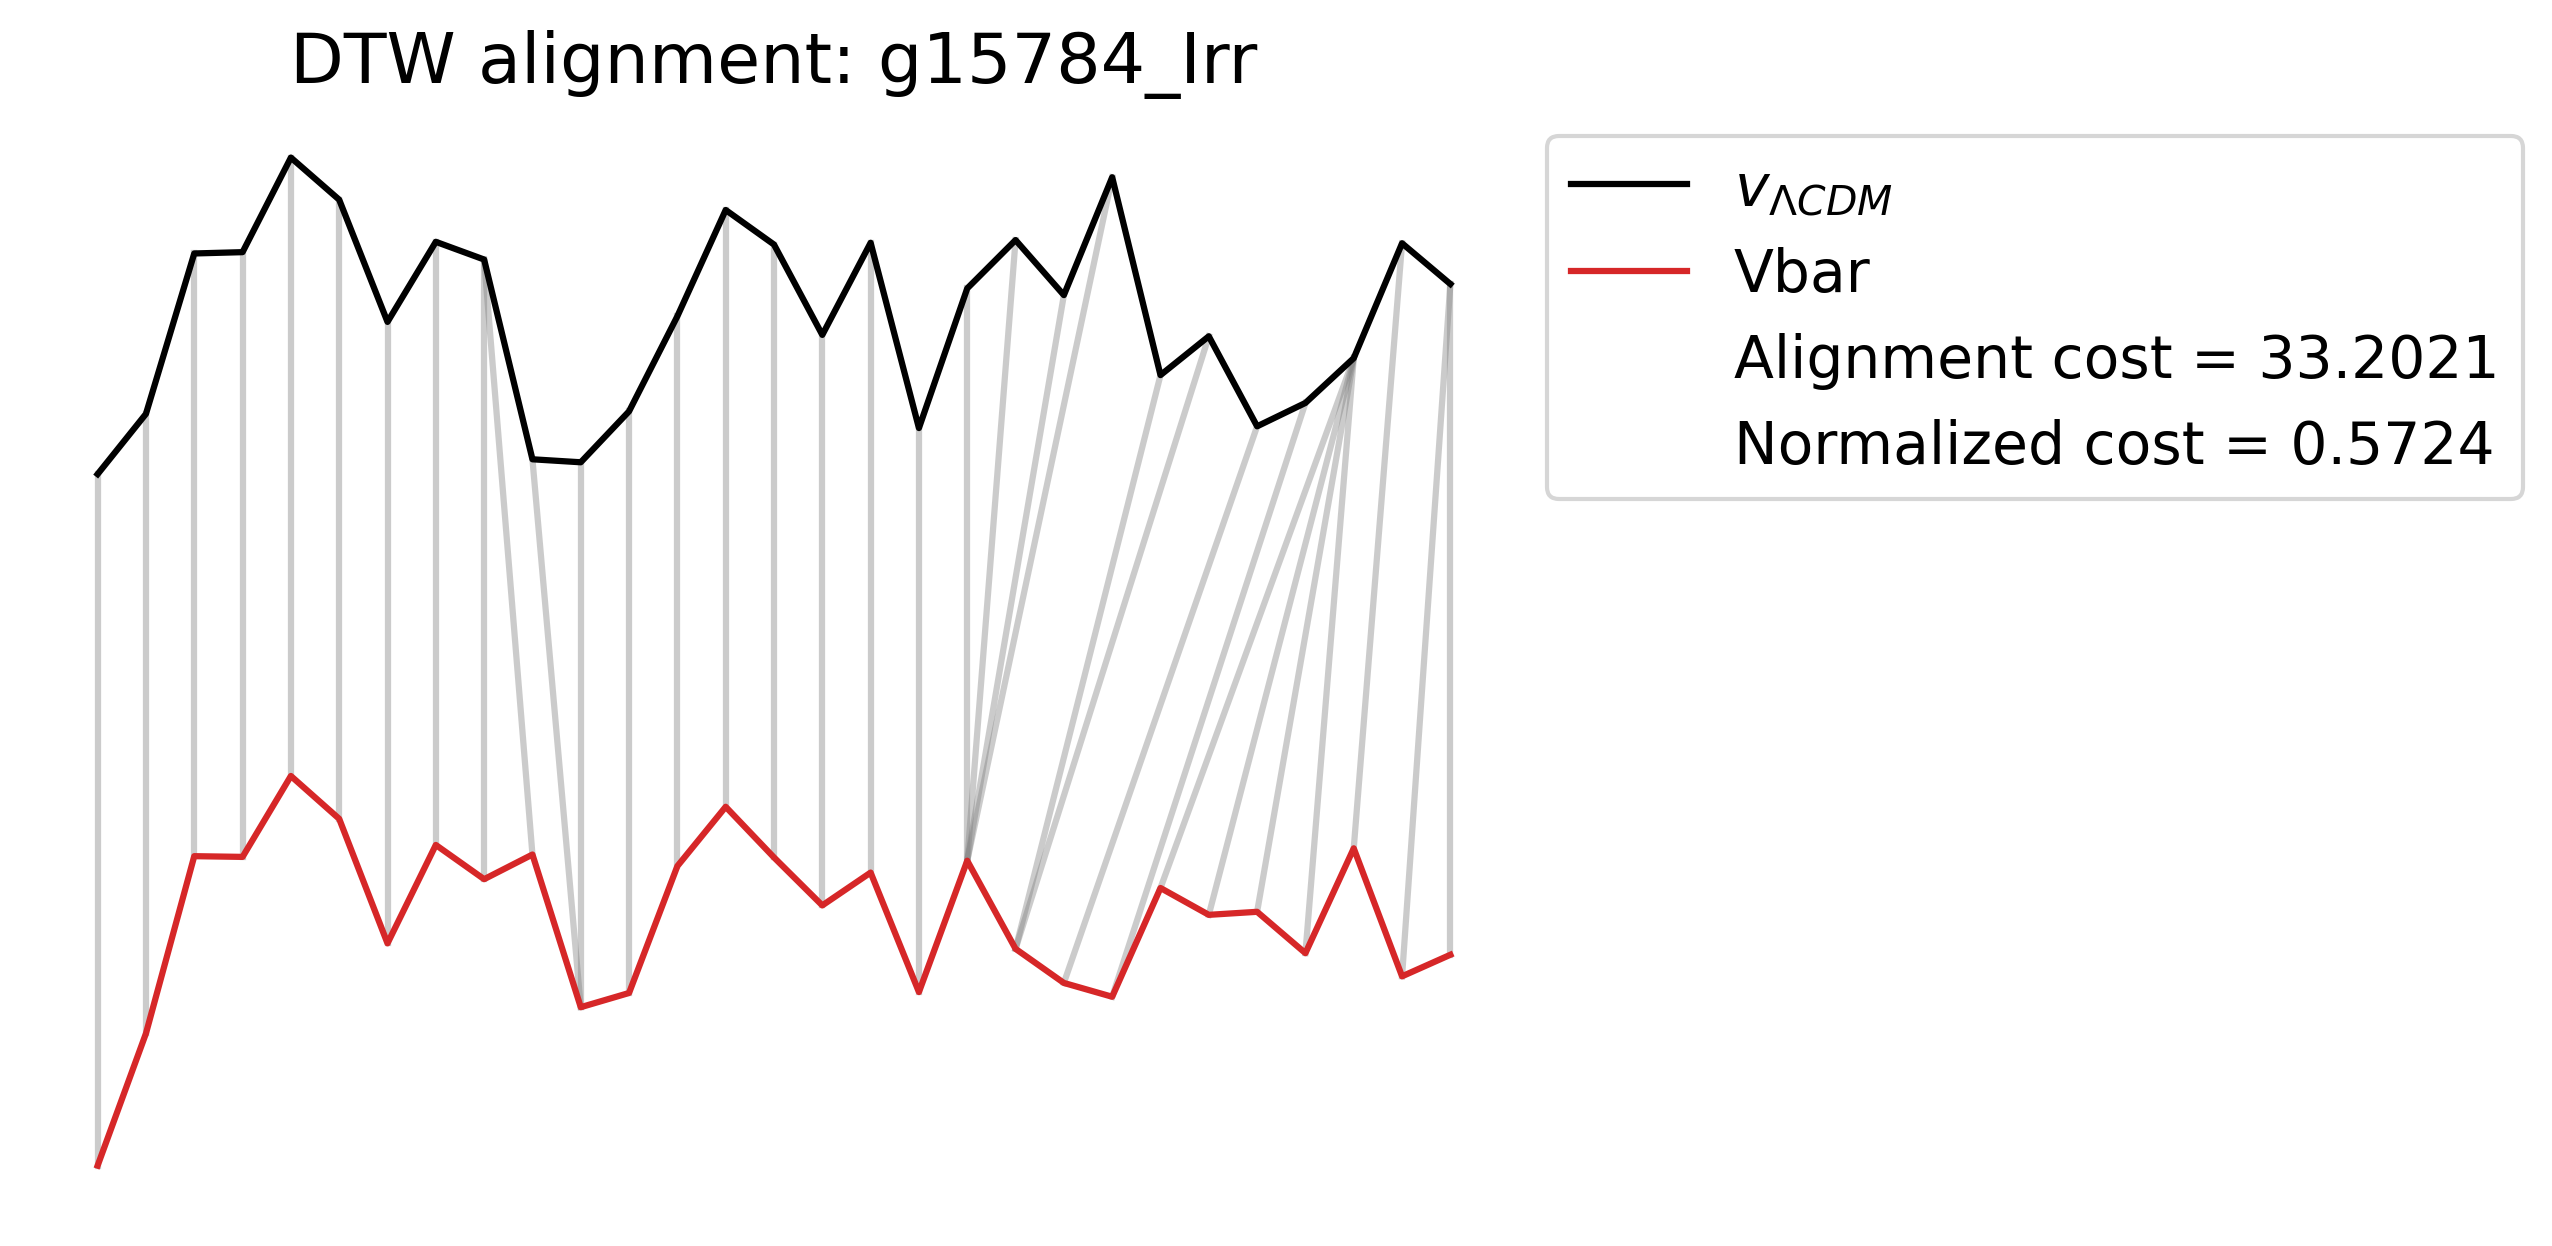 DTW alignment: g15784_Irr
v_ΛCDM
Vbar
Alignment cost = 33.2021
Normalized cost = 0.5724